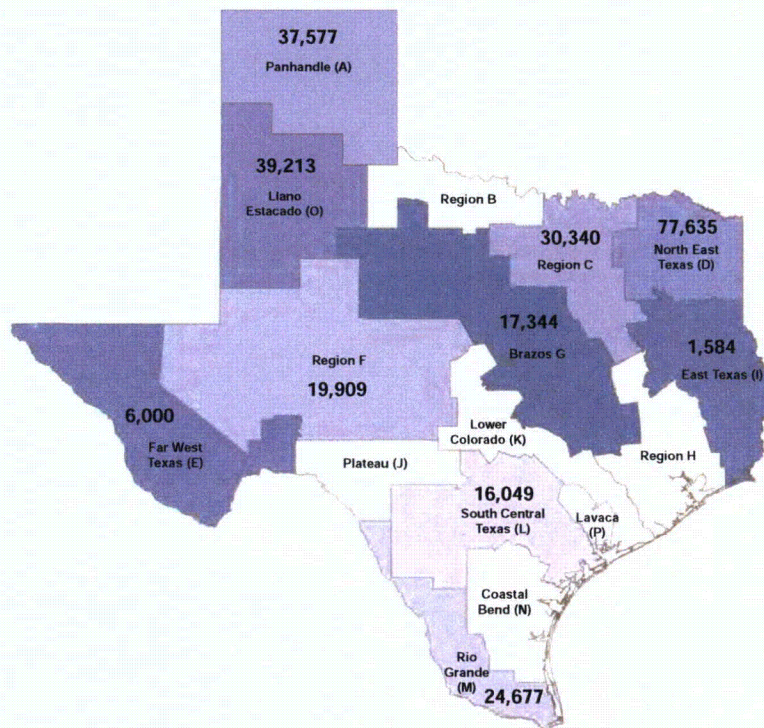 37,577
Panhandle (A)
39,213
Llano
Estacado (O)
Region B
30,340
Region C
77,635
North East
Texas (D)
17,344
Brazos G
1,584
East Texas (I)
Region F
19,909
6,000
Far West
Texas (E)
Lower
Colorado (K)
Region H
Plateau (J)
16,049
South Central
Texas (L)
Lavaca
(P)
Coastal
Bend (N)
Rio
Grande
(M)
24,677